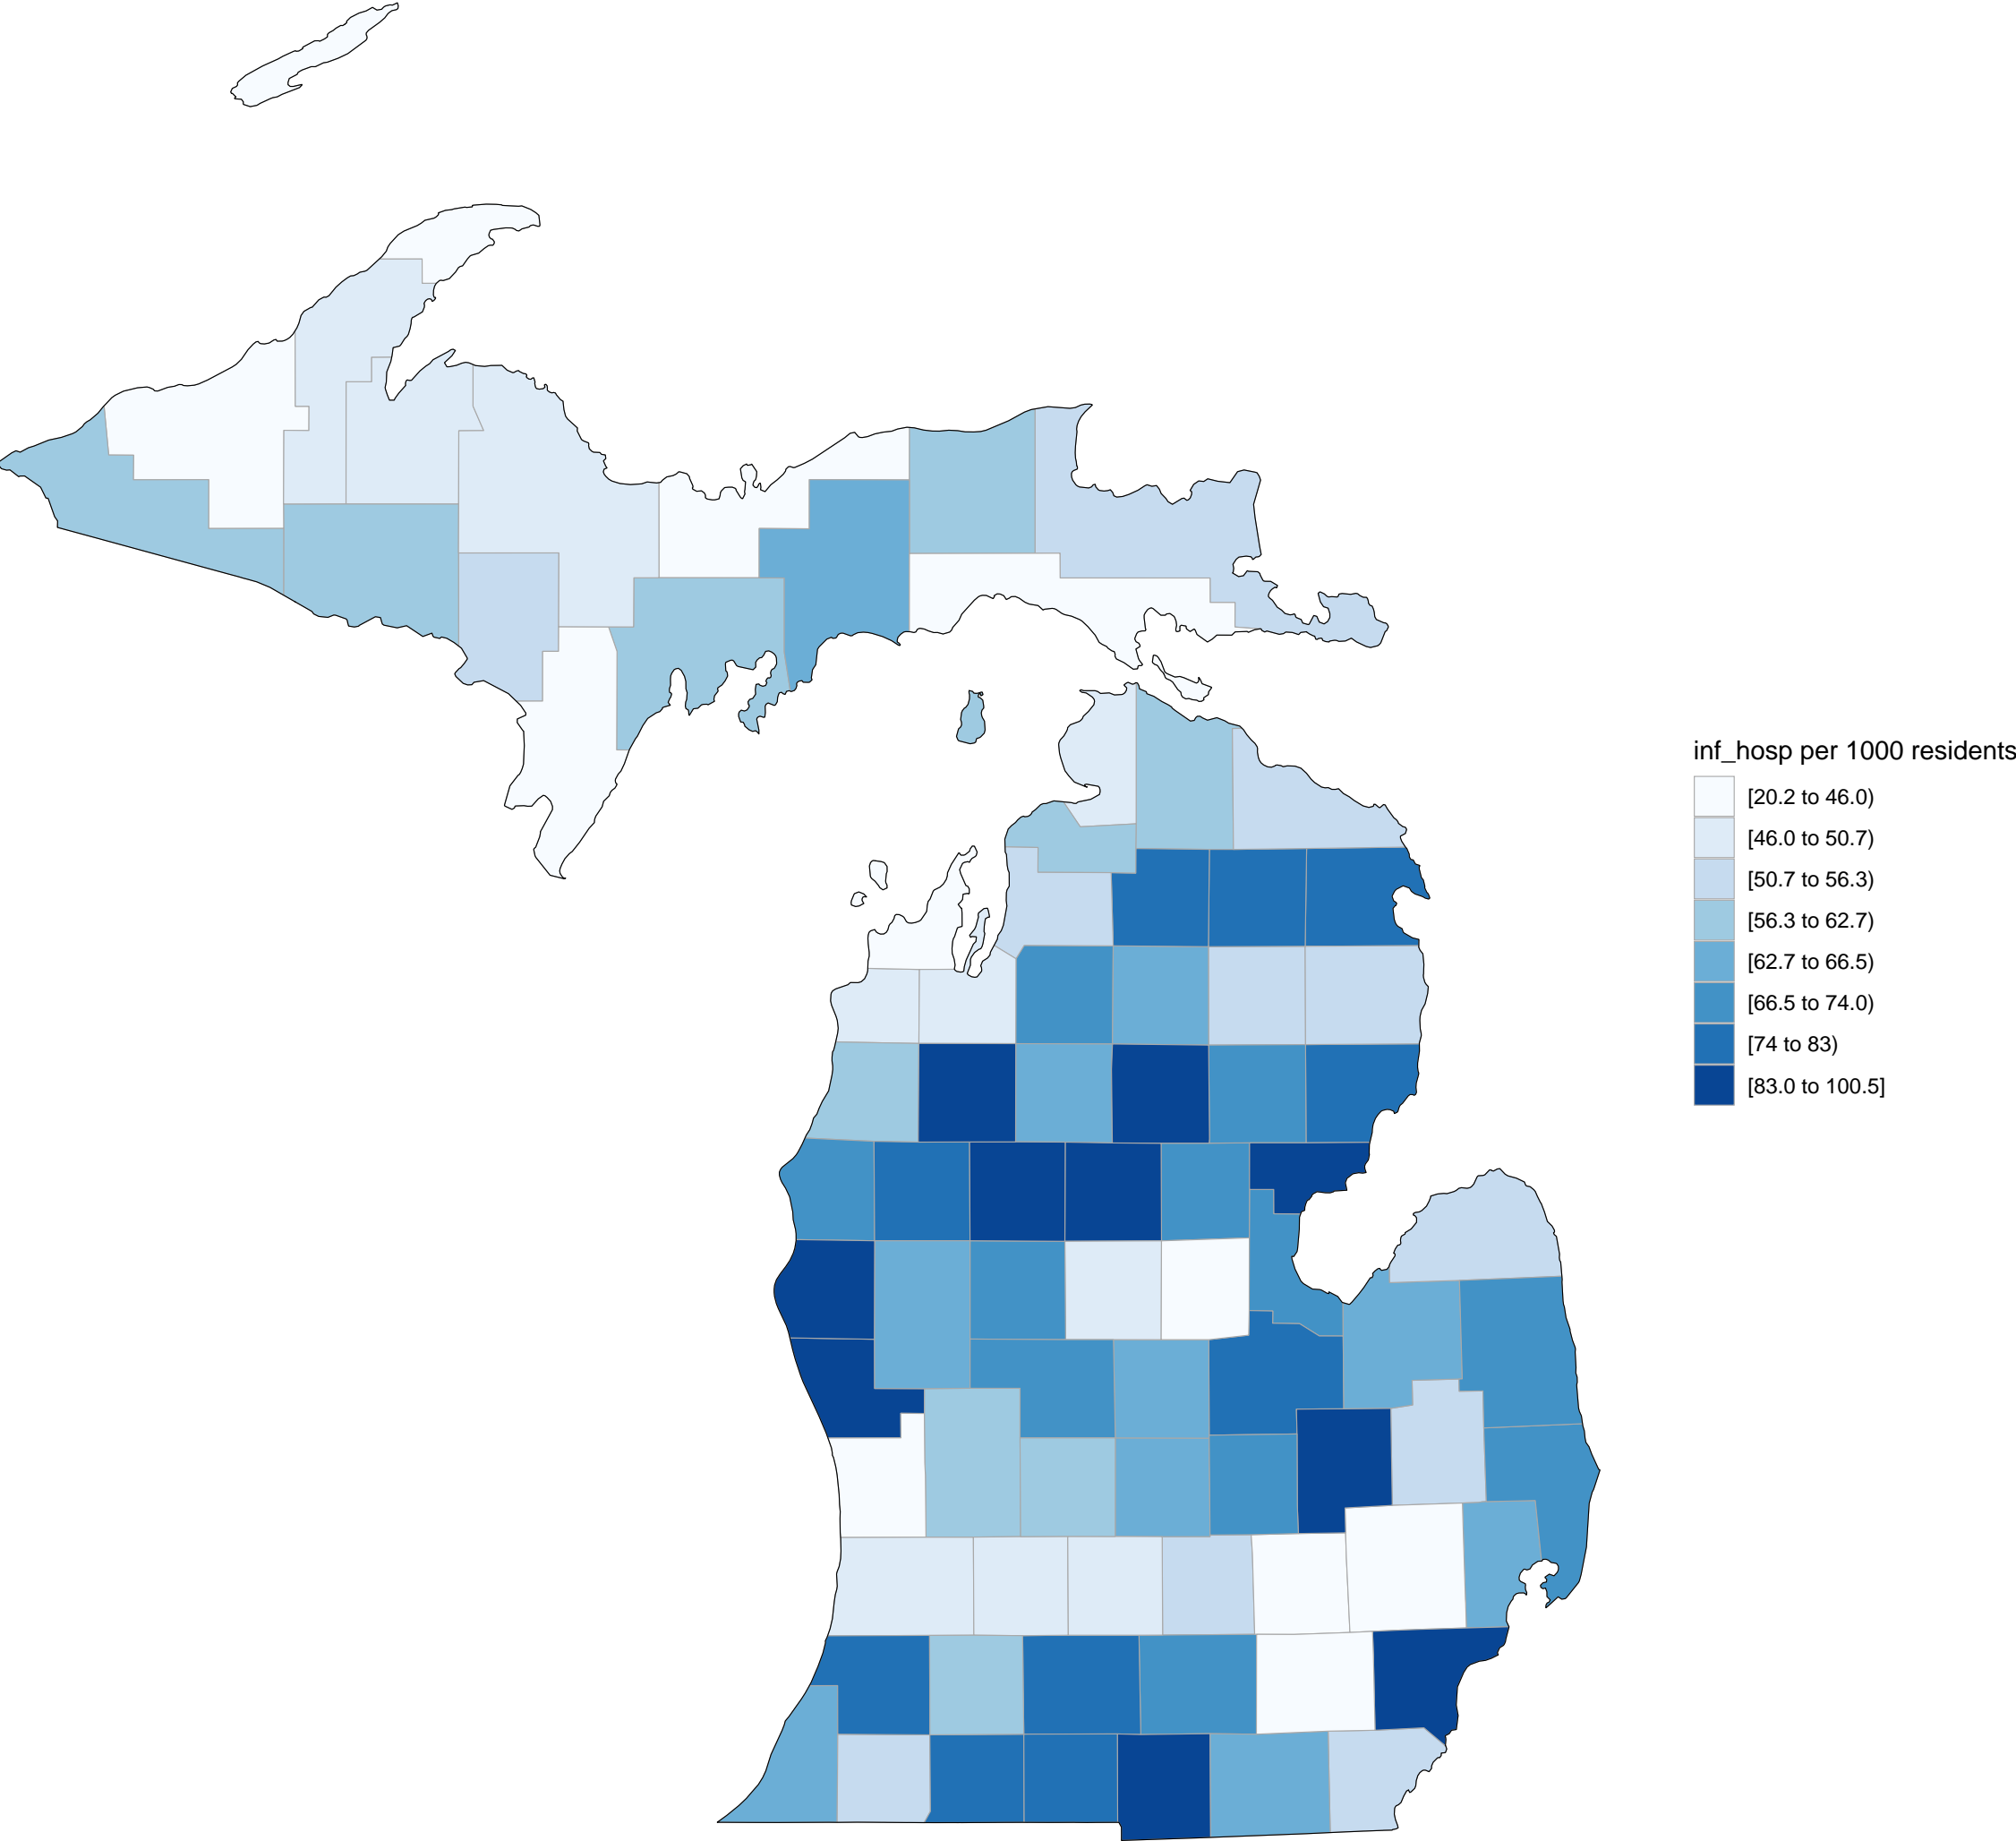 inf_hosp per 1000 residents
[20.2 to 46.0)
[46.0 to 50.7)
[50.7 to 56.3)
[56.3 to 62.7)
[62.7 to 66.5)
[66.5 to 74.0)
[74 to 83)
[83.0 to 100.5]